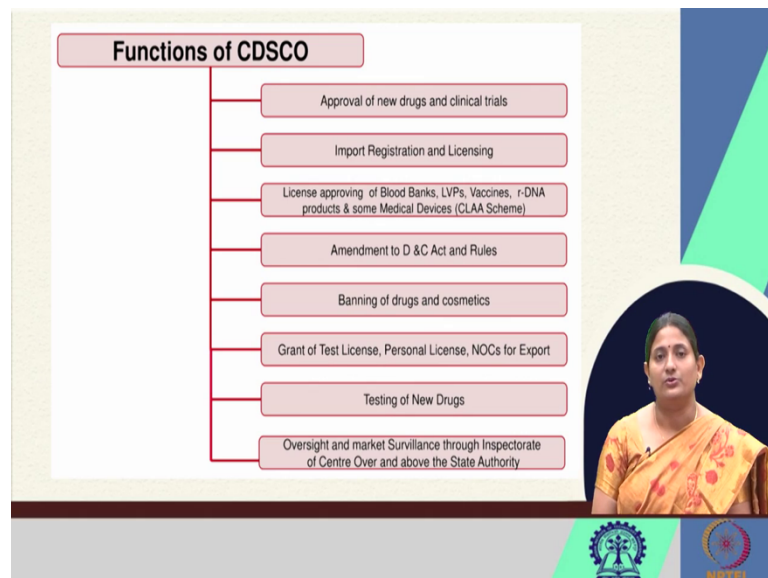 Functions of CDSCO
Approval of new drugs and clinical trials
Import Registration and Licensing
License approving of Blood Banks, LVPs, Vaccines, r-DNA
products & some Medical Devices (CLAA Scheme)
Amendment to D &C Act and Rules
Banning of drugs and cosmetics
Grant of Test License, Personal License, NOCs for Export
Testing of New Drugs
Oversight and market Survillance through Inspectorate
of Centre Over and above the State Authority
NPTEL